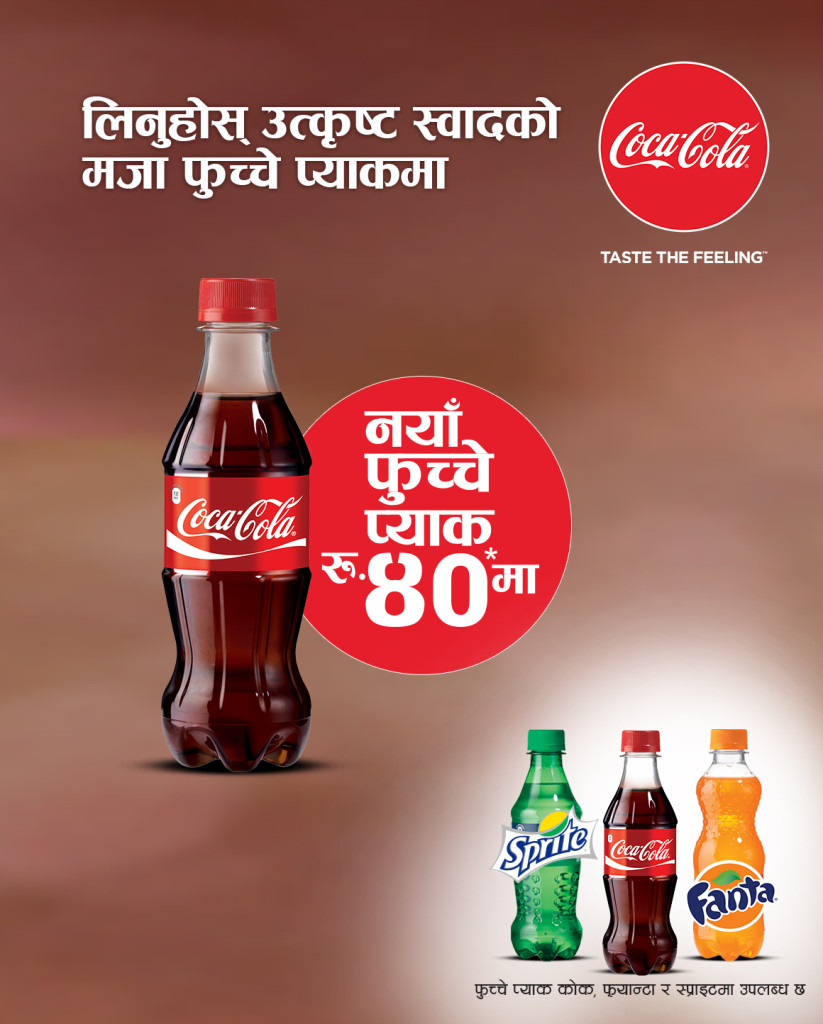 लिनुहोस् उत्कृष्ट स्वादको
मजा फुच्चे प्याकमा
Coca-Cola
TASTE THE FEELING™
Coca-Cola
नयाँ
फुच्चे
प्याक
रु.४०*मा
Sprite
Coca-Cola
Fanta
फुच्चे प्याक कोक, फ्यान्टा र स्प्राइटमा उपलब्ध छ